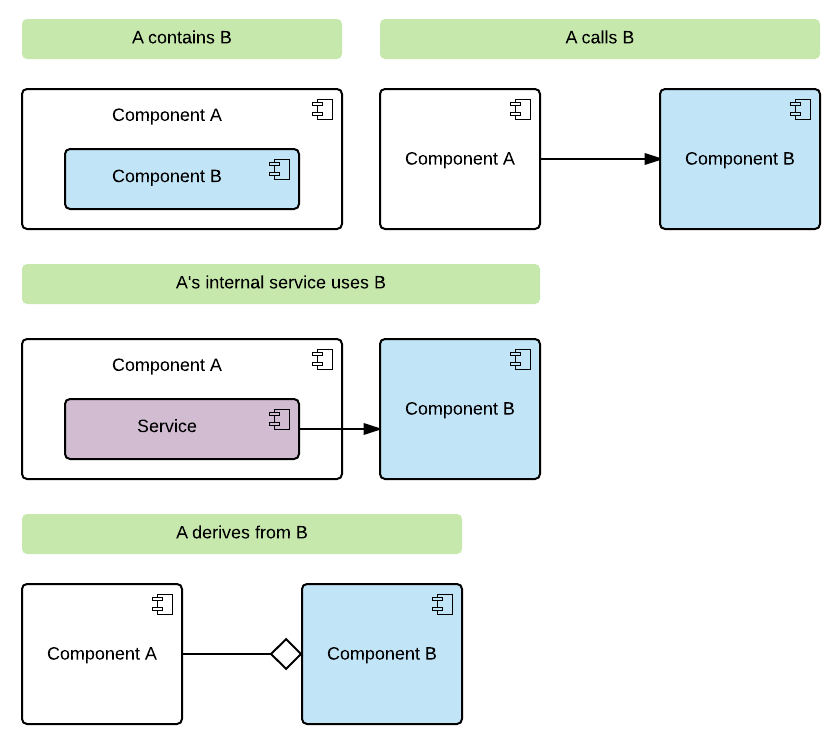 A contains B
A calls B
Component A
Component B
Component A
Component B
A's internal service uses B
Component A
Service
Component B
A derives from B
Component A
Component B